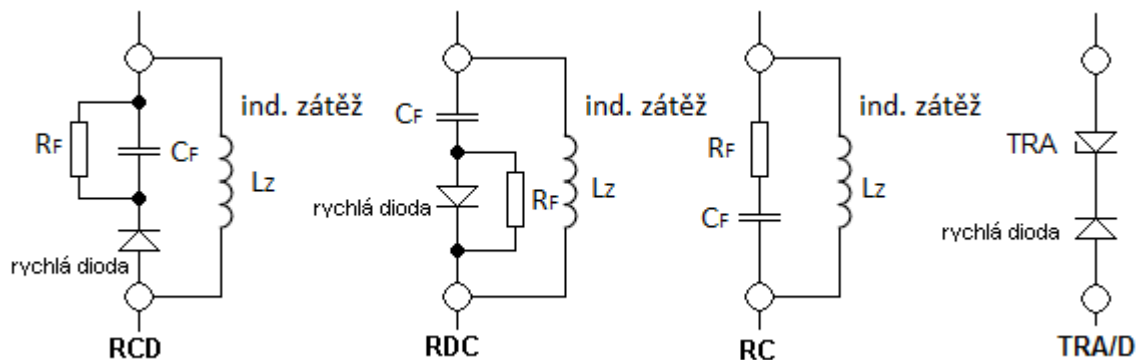 ind. zátěž
RF
CF
Lz
rychlá dioda
RCD
ind. zátěž
CF
rychlá dioda
RF
Lz
RDC
ind. zátěž
RF
Lz
CF
RC
TRA
rychlá dioda
TRA/D